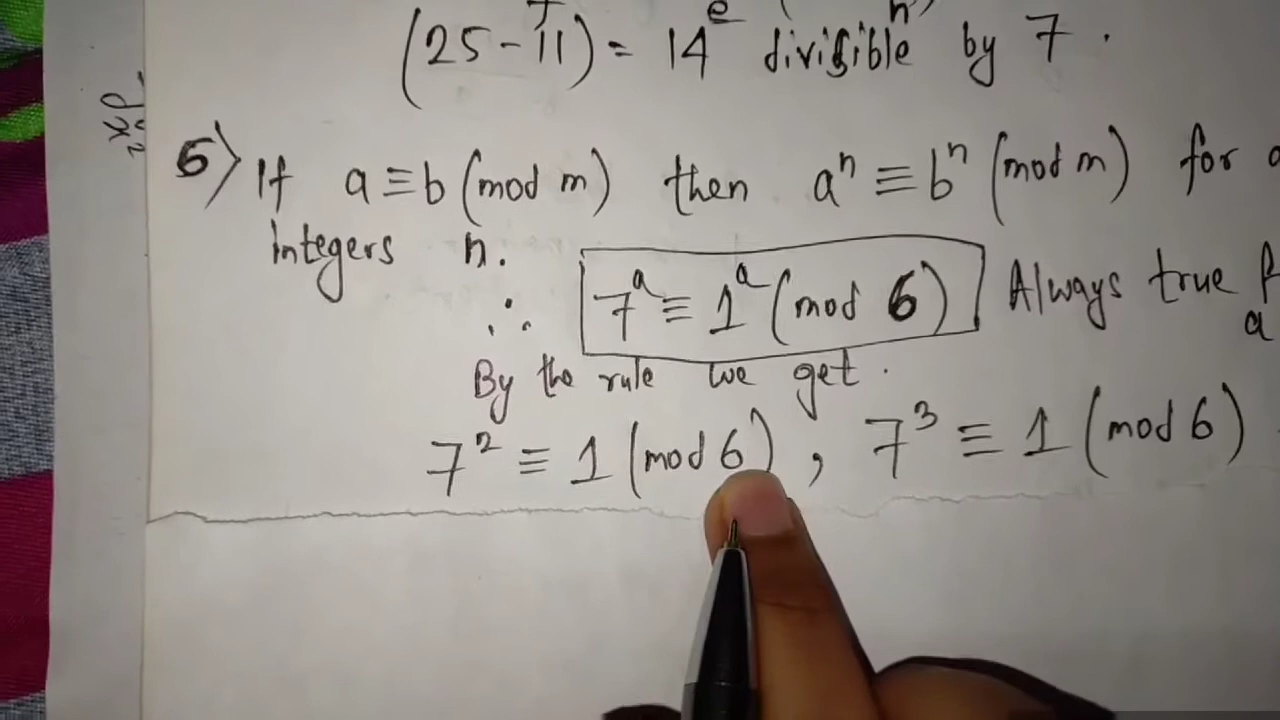 (25-11) = 14 divisible by 7.
5) If a ≡ b (mod m) then aⁿ ≡ bⁿ (mod m) for
integers n.
∴ 7ᵃ ≡ 1ᵃ (mod 6) Always true
a
By the rule we get.
7² ≡ 1 (mod 6), 7³ ≡ 1 (mod 6)